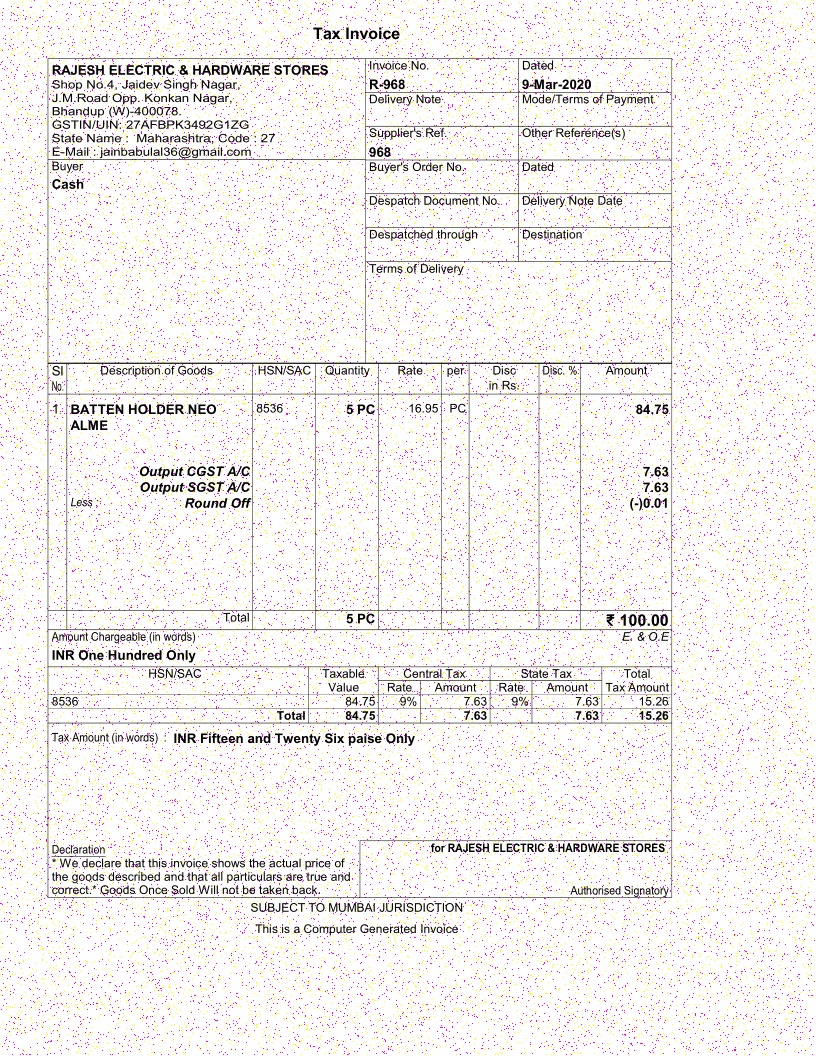 Tax Invoice
RAJESH ELECTRIC & HARDWARE STORES
Shop No.4, Jaidev Singh Nagar,
J.M.Road Opp. Konkan Nagar,
Bhandup (W)-400078.
GSTIN/UIN: 27AFBPK3492G1ZG
State Name : Maharashtra, Code : 27
E-Mail : jainbabulal36@gmail.com
Buyer
Cash
Invoice No. Dated
R-968 9-Mar-2020
Delivery Note Mode/Terms of Payment
Supplier's Ref. Other Reference(s)
968
Buyer's Order No. Dated
Despatch Document No. Delivery Note Date
Despatched through Destination
Terms of Delivery
Sl Description of Goods HSN/SAC Quantity Rate per Disc Disc. % Amount
No. in Rs.
1 BATTEN HOLDER NEO 8536 5 PC 16.95 PC 84.75
ALME
Output CGST A/C 7.63
Output SGST A/C 7.63
Less : Round Off (-)0.01
Total 5 PC ₹ 100.00
Amount Chargeable (in words) E. & O.E
INR One Hundred Only
HSN/SAC Taxable Central Tax State Tax Total
Value Rate Amount Rate Amount Tax Amount
8536 84.75 9% 7.63 9% 7.63 15.26
Total 84.75 7.63 7.63 15.26
Tax Amount (in words) : INR Fifteen and Twenty Six paise Only
Declaration
* We declare that this invoice shows the actual price of
the goods described and that all particulars are true and
correct.* Goods Once Sold Will not be taken back.
for RAJESH ELECTRIC & HARDWARE STORES
Authorised Signatory
SUBJECT TO MUMBAI JURISDICTION
This is a Computer Generated Invoice